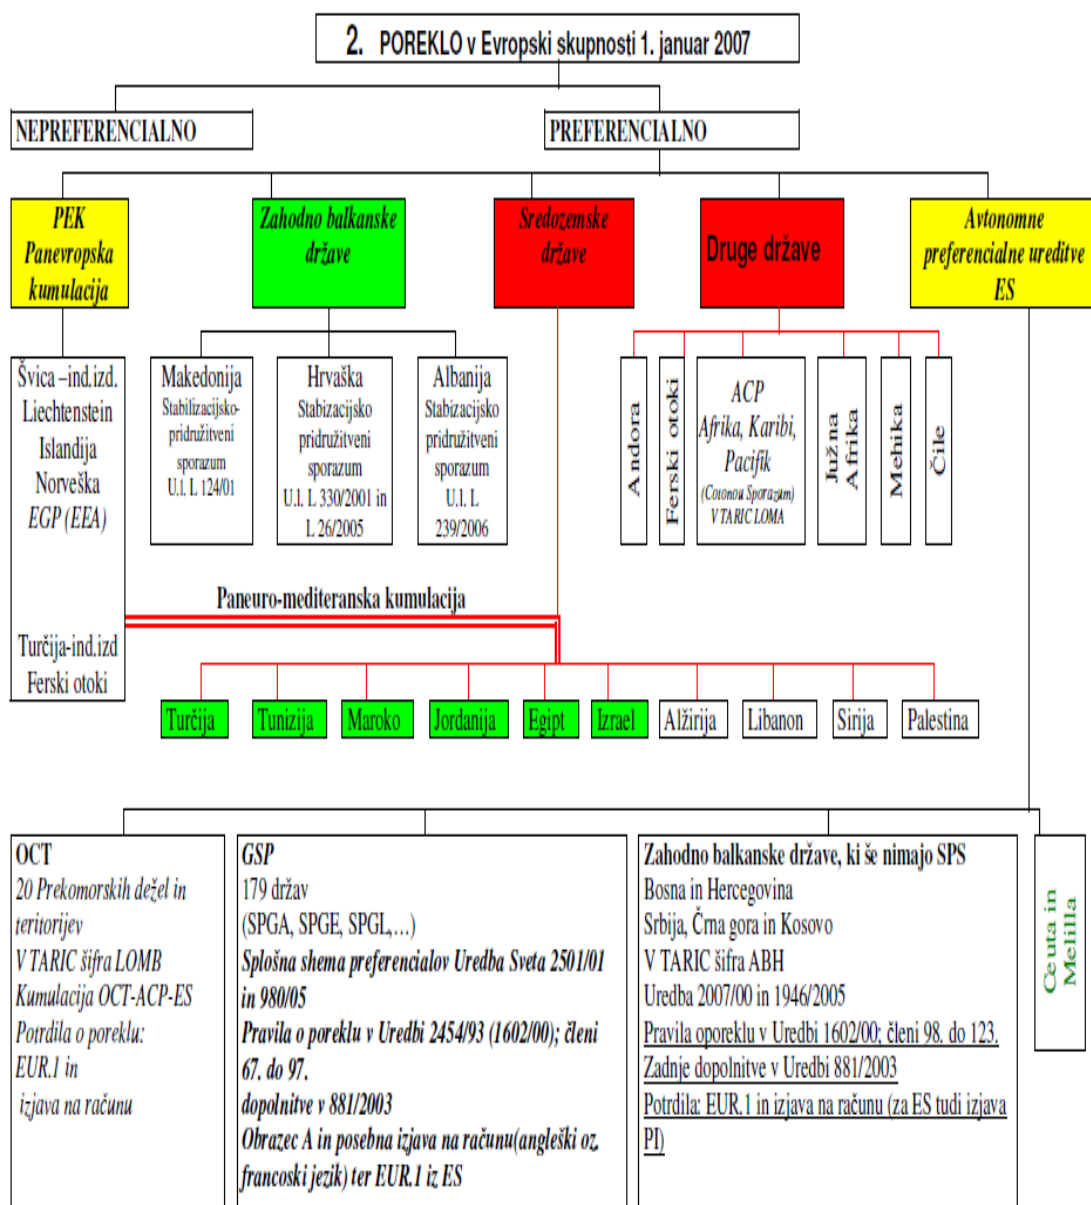 2. POREKLO v Evropski skupnosti 1. januar 2007
NEPREFERENCIALNO
PREFERENCIALNO
PEK
Panevropska
kumulacija
Zahodno balkanske
države
Sredozemske
države
Druge države
Avtonomne
preferencialne ureditve
ES
Švica –ind.izd.
Liechtenstein
Islandija
Norveška
EGP (EEA)
Turčija-ind.izd
Ferski otoki
Makedonija
Stabilizacijsko-
pridružitveni
sporazum
U.l. L 124/01
Hrvaška
Stabizacijsko
pridružitveni
sporazum
U.l. L 330/2001 in
L 26/2005
Albanija
Stabizacijsko
pridružitveni
sporazum
U.l. L
239/2006
Andora
Ferski otoki
ACP
Afrika, Karibi,
Pacifik
(Cotonou Sporazum)
V TARIC LOMA
Južna
Afrika
Mehika
Čile
Paneuro-mediteranska kumulacija
Turčija
Tunizija
Maroko
Jordanija
Egipt
Izrael
Alžirija
Libanon
Sirija
Palestina
OCT
20 Prekomorskih dežel in
teritorijev
V TARIC šifra LOMB
Kumulacija OCT-ACP-ES
Potrdila o poreklu:
EUR.1 in
izjava na računu
GSP
179 držav
(SPGA, SPGE, SPGL,…)
Splošna shema preferencialov Uredba Sveta 2501/01
in 980/05
Pravila o poreklu v Uredbi 2454/93 (1602/00); členi
67. do 97.
dopolnitve v 881/2003
Obrazec A in posebna izjava na računu(angleški oz.
francoski jezik) ter EUR.1 iz ES
Zahodno balkanske države, ki še nimajo SPS
Bosna in Hercegovina
Srbija, Črna gora in Kosovo
V TARIC šifra ABH
Uredba 2007/00 in 1946/2005
Pravila oporeklu v Uredbi 1602/00; členi 98. do 123.
Zadnje dopolnitve v Uredbi 881/2003
Potrdila: EUR.1 in izjava na računu (za ES tudi izjava
PI)
Ceuta in
Melilla